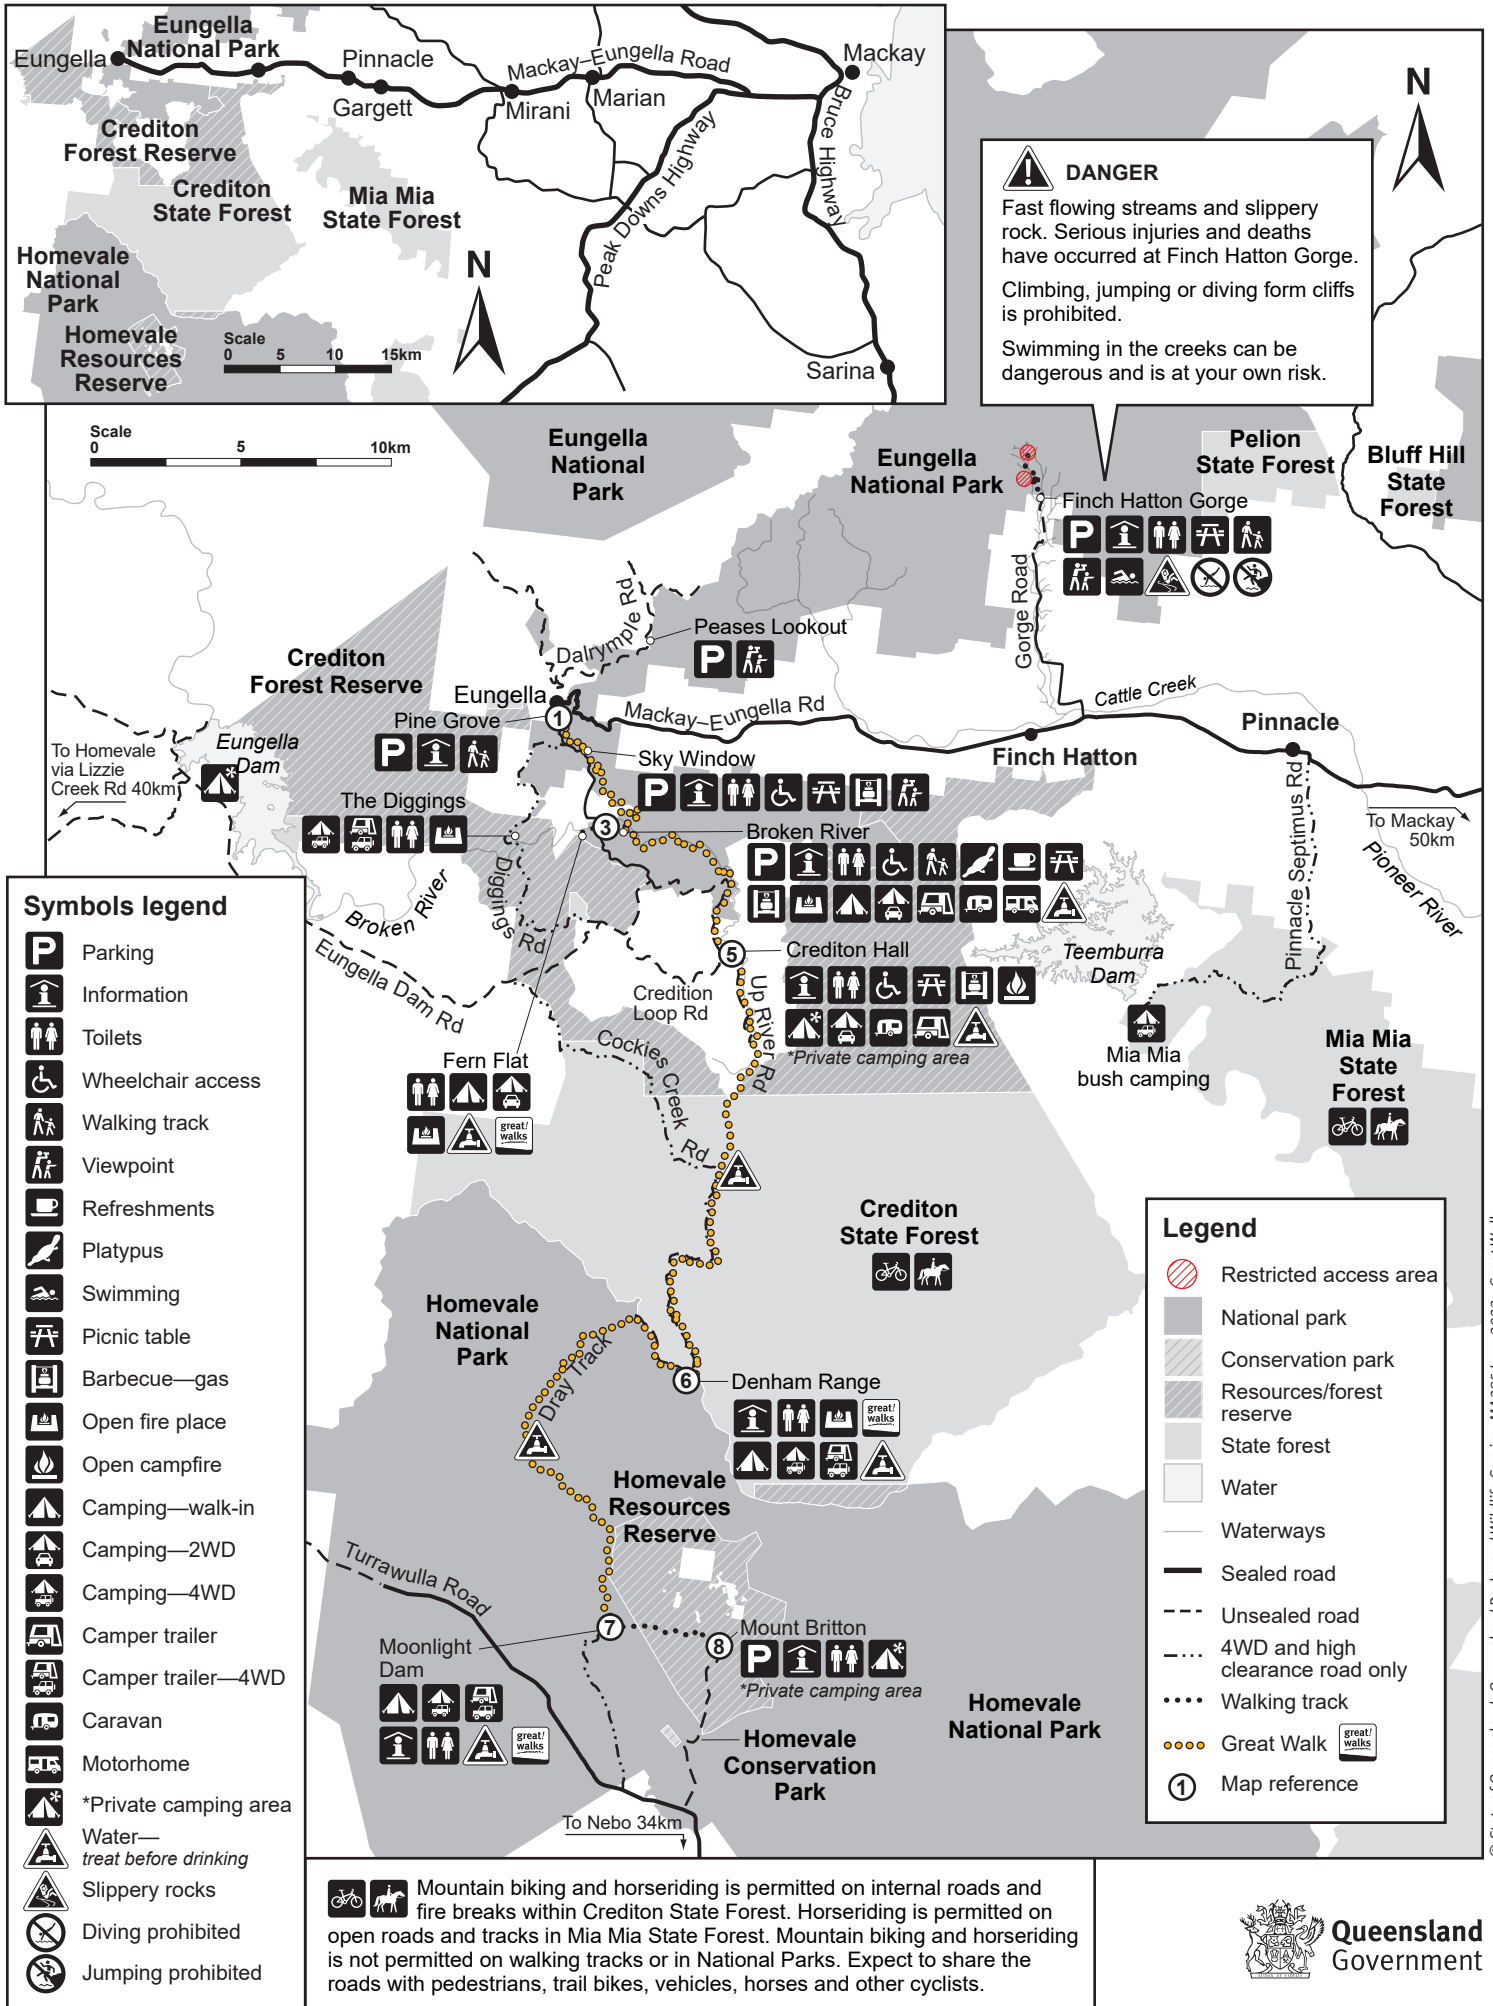 Eungella
National Park
Eungella
Pinnacle
Gargett
Mackay–Eungella Road
Mirani
Marian
Mackay
Bruce Highway
Peak Downs Highway
Sarina
Crediton
Forest Reserve
Crediton
State Forest
Mia Mia
State Forest
Homevale
National
Park
Homevale
Resources
Reserve
Scale
0 5 10 15km
N
N
DANGER
Fast flowing streams and slippery
rock. Serious injuries and deaths
have occurred at Finch Hatton Gorge.
Climbing, jumping or diving form cliffs
is prohibited.
Swimming in the creeks can be
dangerous and is at your own risk.
Scale
0 5 10km
Eungella
National
Park
Eungella
National Park
Pelion
State Forest
Bluff Hill
State
Forest
Finch Hatton Gorge
P
Gorge Road
Dalrymple Rd
Peases Lookout
P
Crediton
Forest Reserve
Eungella
Pine Grove
1
P
Mackay–Eungella Rd
Cattle Creek
Finch Hatton
Pinnacle
To Homevale
via Lizzie
Creek Rd 40km
Eungella
Dam
Sky Window
P
The Diggings
3
Broken River
P
To Mackay
50km
Pioneer River
Pinnacle Septimus Rd
Diggings Rd
Broken River
Eungella Dam Rd
5
Crediton Hall
*Private camping area
Teemburra
Dam
Credition
Loop Rd
Up River Rd
Mia Mia
bush camping
Mia Mia
State
Forest
Fern Flat
great!
walks
Cockies Creek Rd
Crediton
State Forest
Homevale
National
Park
Dray Track
6
Denham Range
great!
walks
Homevale
Resources
Reserve
Turrawulla Road
7
Moonlight
Dam
great!
walks
8
Mount Britton
P
*Private camping area
Homevale
National Park
Homevale
Conservation
Park
To Nebo 34km
Symbols legend
P Parking
Information
Toilets
Wheelchair access
Walking track
Viewpoint
Refreshments
Platypus
Swimming
Picnic table
Barbecue—gas
Open fire place
Open campfire
Camping—walk-in
Camping—2WD
Camping—4WD
Camper trailer
Camper trailer—4WD
Caravan
Motorhome
*Private camping area
Water—
treat before drinking
Slippery rocks
Diving prohibited
Jumping prohibited
Legend
Restricted access area
National park
Conservation park
Resources/forest
reserve
State forest
Water
Waterways
Sealed road
Unsealed road
4WD and high
clearance road only
Walking track
Great Walk great! walks
1 Map reference
Mountain biking and horseriding is permitted on internal roads and
fire breaks within Crediton State Forest. Horseriding is permitted on
open roads and tracks in Mia Mia State Forest. Mountain biking and horseriding
is not permitted on walking tracks or in National Parks. Expect to share the
roads with pedestrians, trail bikes, vehicles, horses and other cyclists.
Queensland
Government